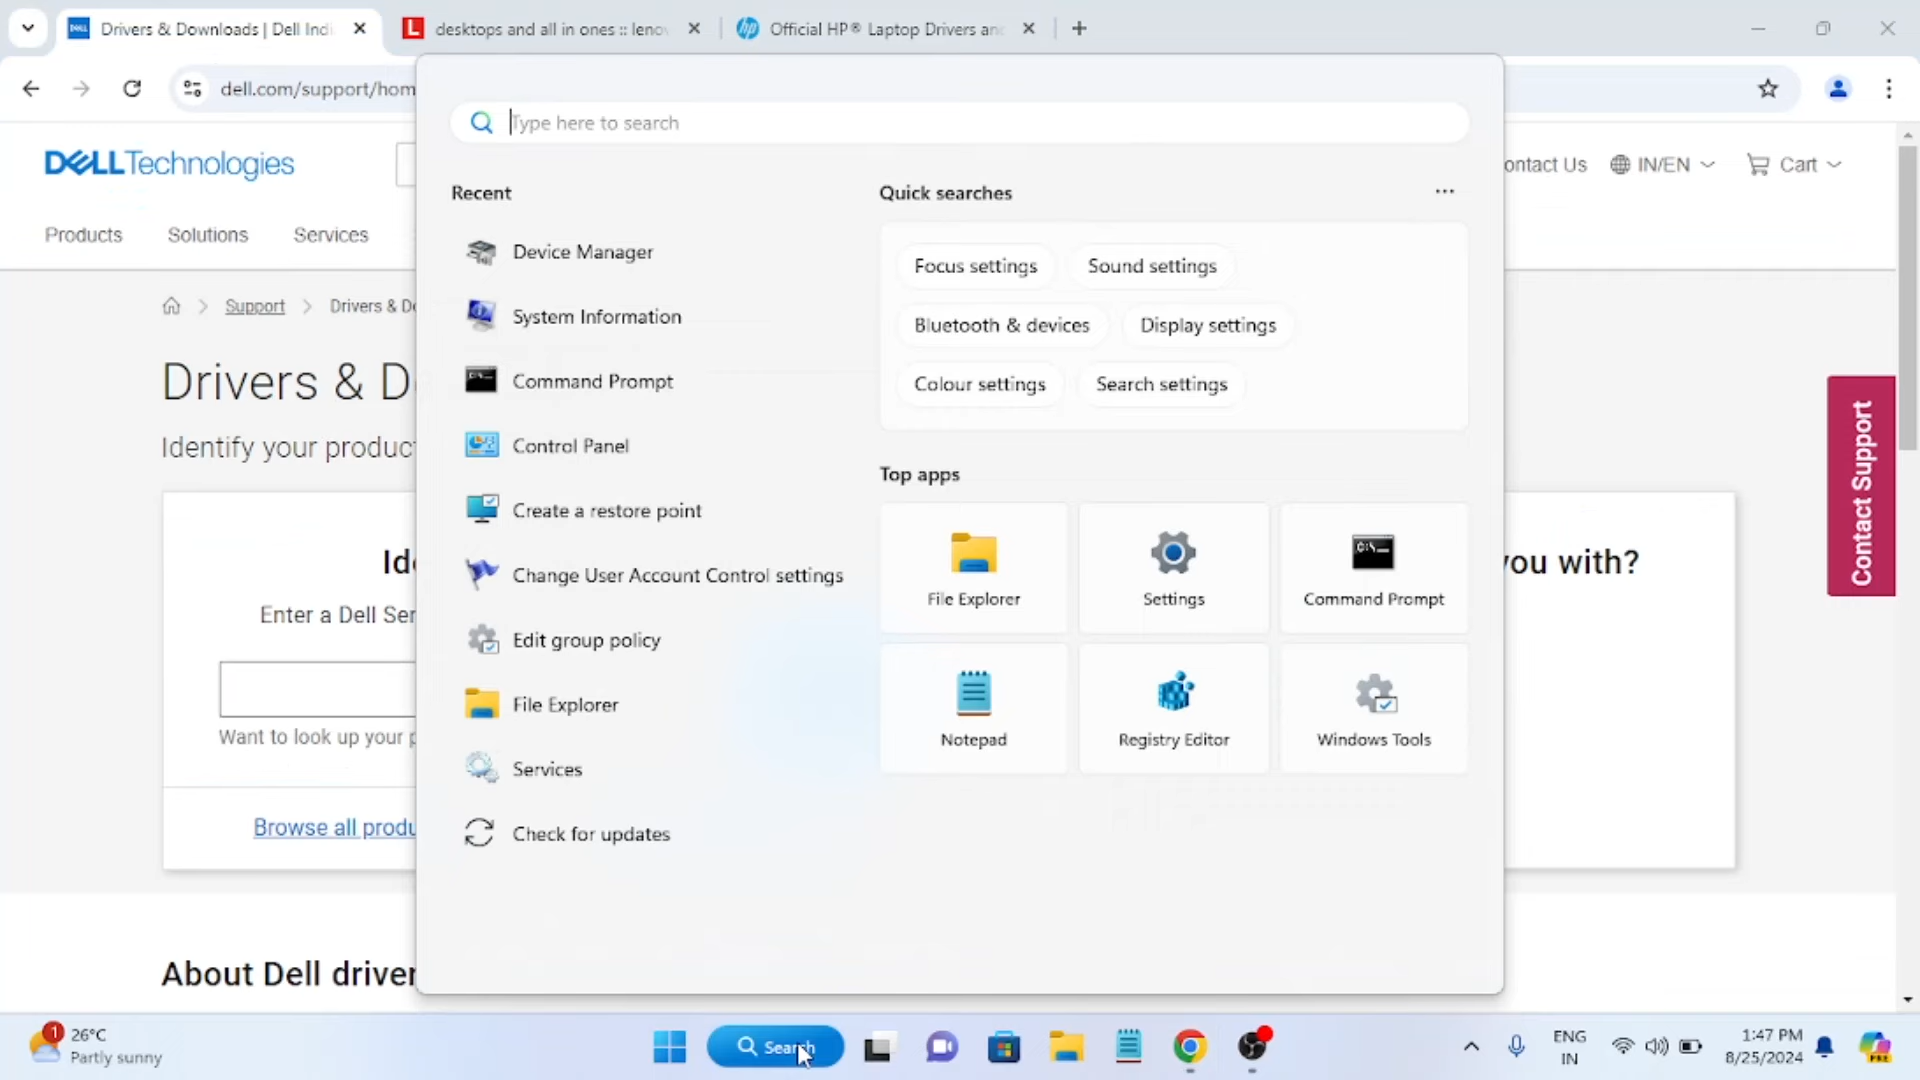 Drivers & Downloads | Dell Indi
desktops and all in ones :: leno
Official HP® Laptop Drivers an
dell.com/support/hom
Type here to search
DELLTechnologies
ontact Us
IN/EN
Cart
Products
Solutions
Services
Recent
Device Manager
System Information
Command Prompt
Control Panel
Create a restore point
Change User Account Control settings
Edit group policy
File Explorer
Services
Check for updates
Quick searches
Focus settings
Sound settings
Bluetooth & devices
Display settings
Colour settings
Search settings
Top apps
File Explorer
Settings
Command Prompt
Notepad
Registry Editor
Windows Tools
Support
Drivers & D
Drivers & D
Identify your produc
Id
Enter a Dell Ser
Want to look up your p
Browse all produ
About Dell driver
you with?
Contact Support
1
26°C
Partly sunny
Search
ENG
IN
1:47 PM
8/25/2024
PRE